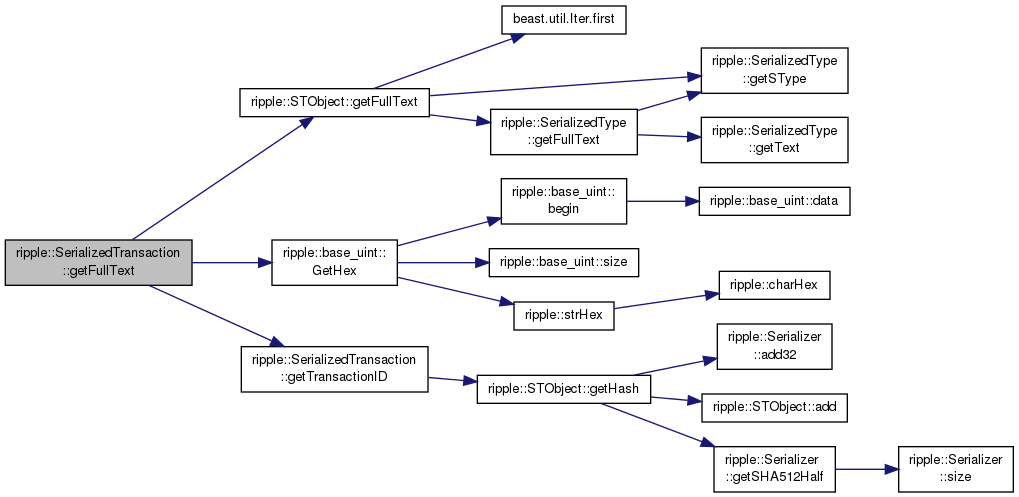 beast.util.Iter.first
ripple::SerializedType
::getSType
ripple::STObject::getFullText
ripple::SerializedType
::getFullText
ripple::SerializedType
::getText
ripple::base_uint::
begin
ripple::base_uint::data
ripple::SerializedTransaction
::getFullText
ripple::base_uint::
GetHex
ripple::base_uint::size
ripple::charHex
ripple::strHex
ripple::Serializer
::add32
ripple::SerializedTransaction
::getTransactionID
ripple::STObject::getHash
ripple::STObject::add
ripple::Serializer
::getSHA512Half
ripple::Serializer
::size